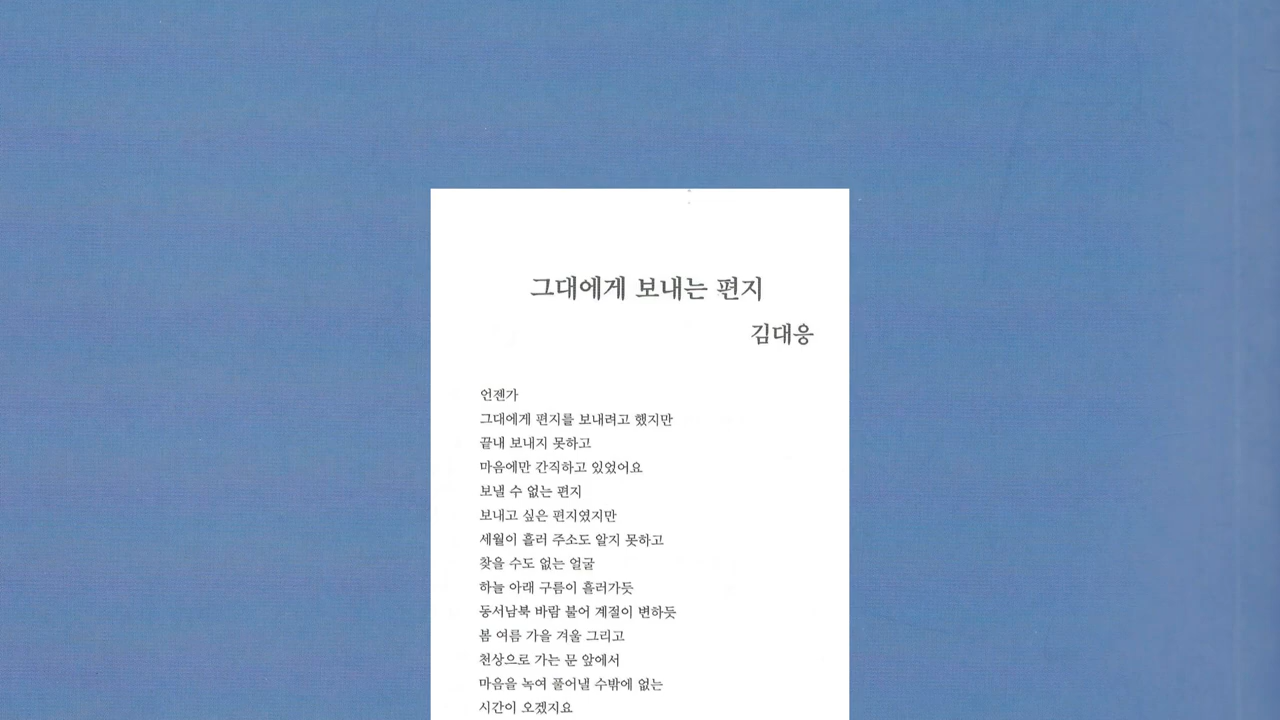 그대에게 보내는 편지
김대웅
언젠가
그대에게 편지를 보내려고 했지만
끝내 보내지 못하고
마음에만 간직하고 있었어요
보낼 수 없는 편지
보내고 싶은 편지였지만
세월이 흘러 주소도 알지 못하고
찾을 수도 없는 얼굴
하늘 아래 구름이 흘러가듯
동서남북 바람 불어 계절이 변하듯
봄 여름 가을 겨울 그리고
천상으로 가는 문 앞에서
마음을 녹여 풀어낼 수밖에 없는
시간이 오겠지요